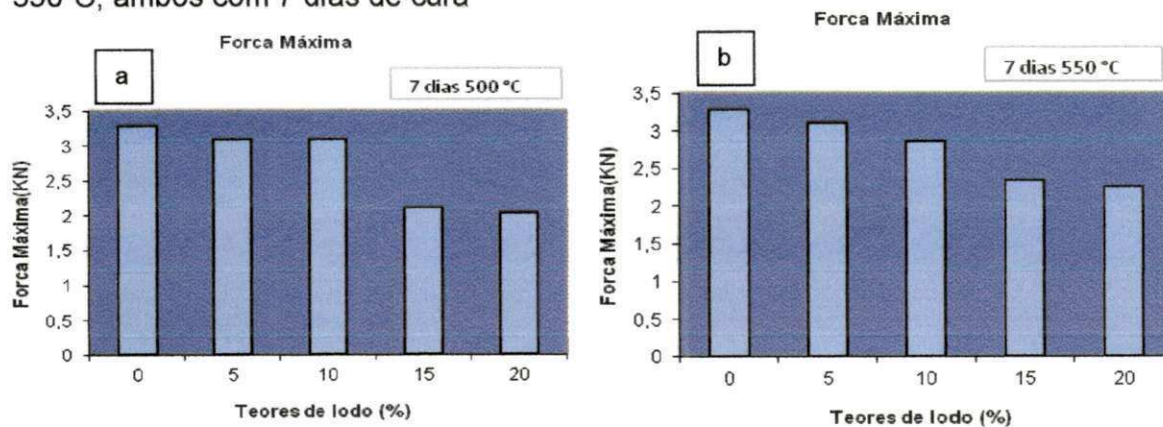 550°C, ambos com 7 dias de cura
Forca Máxima
a
7 dias 500 °C
3,5
3
2,5
2
1,5
1
0,5
0
Forca Máxima(KN)
0 5 10 15 20
Teores de lodo (%)
Forca Máxima
b
7 dias 550 °C
3,5
3
2,5
2
1,5
1
0,5
0
Forca Máxima(KN)
0 5 10 15 20
Teores de lodo (%)